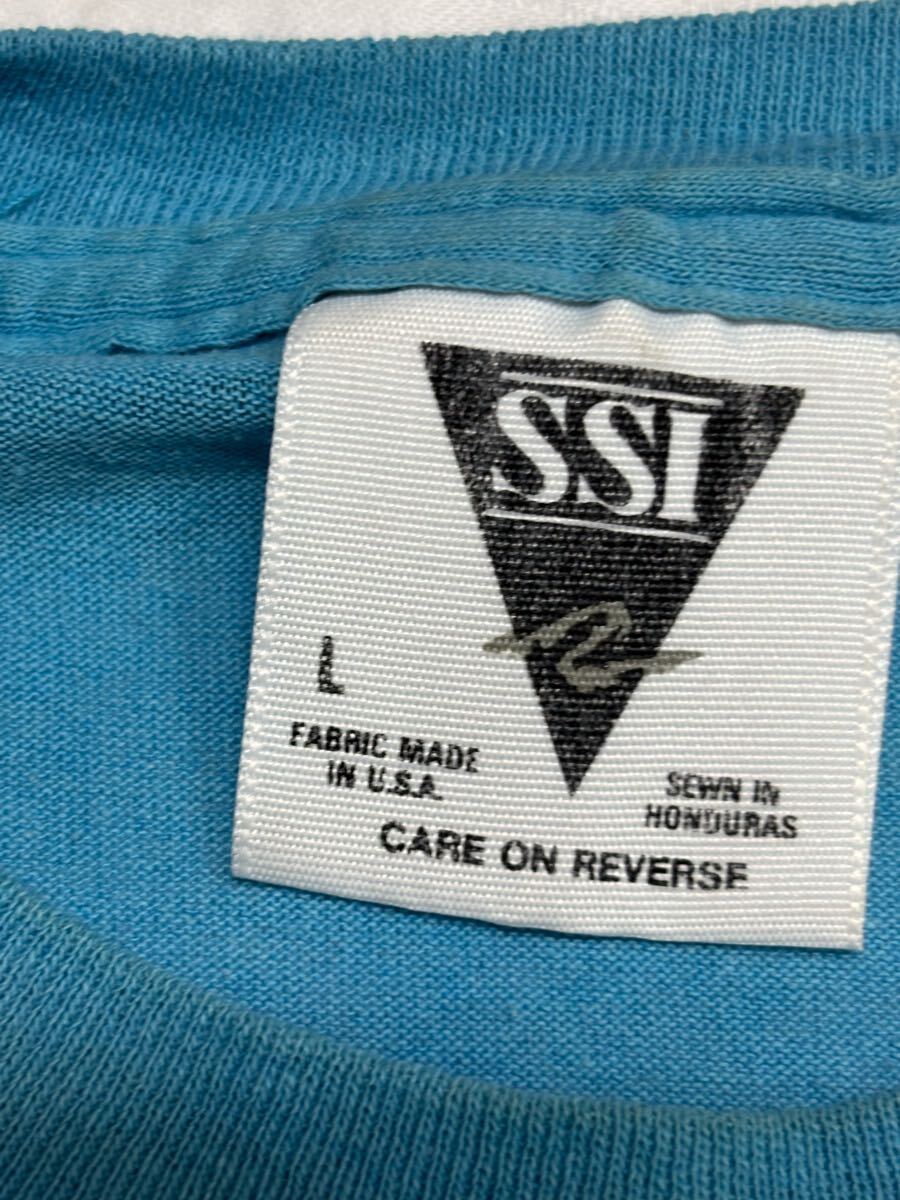 SSI
L
FABRIC MADE
IN U.S.A.
SEWN IN
HONDURAS
CARE ON REVERSE